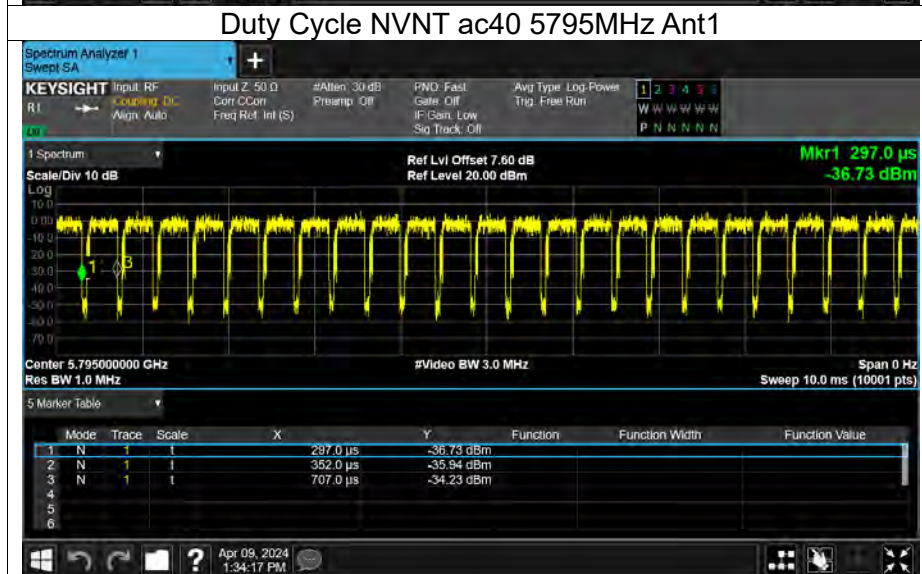 Duty Cycle NVNT ac40 5795MHz Ant1
Spectrum Analyzer 1
Swept SA
+
KEYSIGHT Input: RF Input Z: 50 Ω #Atten: 30 dB PNO: Fast Avg Type: Log-Power 1 2 3 4 5 6
Coupling: DC Corr CCorr Preamp: Off Gate: Off Trig: Free Run W W W W W W
Align: Auto Freq Ref: Int (S) IF Gain: Low
Sig Track: Off P N N N N N
1 Spectrum Ref Lvl Offset 7.60 dB Mkr1 297.0 µs
Scale/Div 10 dB Ref Level 20.00 dBm -36.73 dBm
Log
10.0
0.00
-10.0
-20.0
-30.0
-40.0
-50.0
-60.0
-70.0
1 3
Center 5.795000000 GHz #Video BW 3.0 MHz Span 0 Hz
Res BW 1.0 MHz Sweep 10.0 ms (10001 pts)
5 Marker Table
Mode Trace Scale X Y Function Function Width Function Value
1 N 1 t 297.0 µs -36.73 dBm
2 N 1 t 352.0 µs -35.94 dBm
3 N 1 t 707.0 µs -34.23 dBm
4
5
6
? Apr 09, 2024
1:34:17 PM